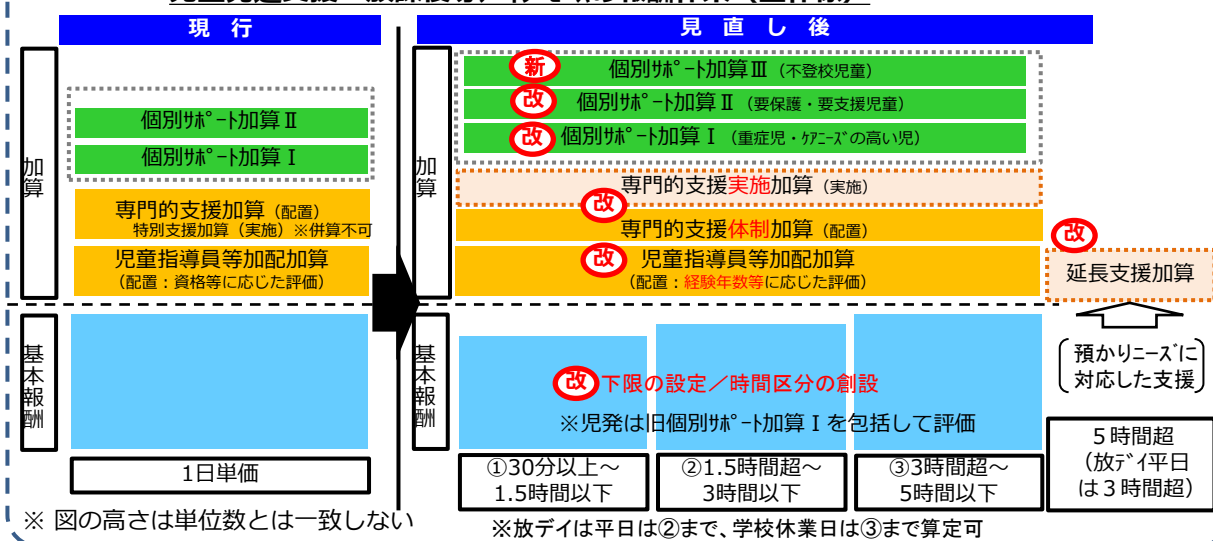 現 行
見 直 し 後
加算
個別ｻﾎﾟｰﾄ加算Ⅱ
個別ｻﾎﾟｰﾄ加算Ⅰ
専門的支援加算（配置）
特別支援加算（実施）※併算不可
児童指導員等加配加算
（配置：資格等に応じた評価）
基本報酬
1日単価
※ 図の高さは単位数とは一致しない
加算
新 個別ｻﾎﾟｰﾄ加算Ⅲ（不登校児童）
改 個別ｻﾎﾟｰﾄ加算Ⅱ（要保護・要支援児童）
改 個別ｻﾎﾟｰﾄ加算Ⅰ（重症児・ｹｱﾆｰｽﾞの高い児）
専門的支援実施加算（実施）
改
専門的支援体制加算（配置）
改 児童指導員等加配加算
（配置：経験年数等に応じた評価）
改
延長支援加算
預かりﾆｰｽﾞに
対応した支援
基本報酬
改 下限の設定／時間区分の創設
※児発は旧個別ｻﾎﾟｰﾄ加算Ⅰを包括して評価
①30分以上～
1.5時間以下
②1.5時間超～
3時間以下
③3時間超～
5時間以下
5時間超
（放ﾃﾞｲ平日
は３時間超）
※放デイは平日は②まで、学校休業日は③まで算定可